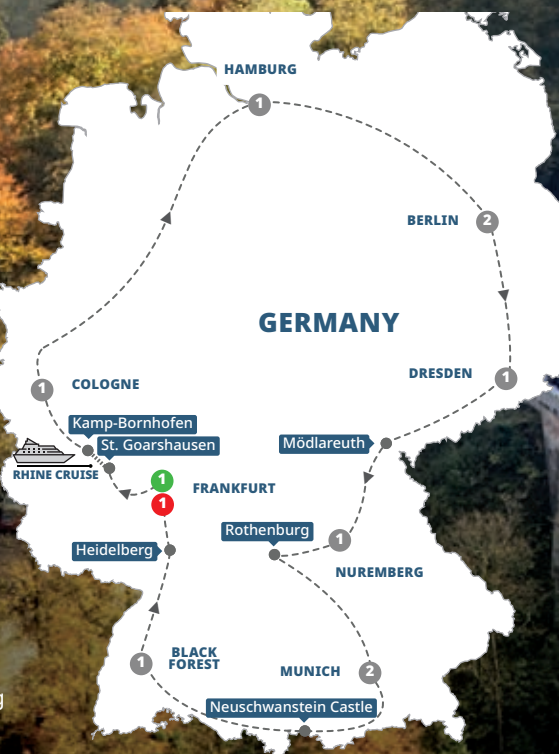 HAMBURG
1
BERLIN
2
GERMANY
DRESDEN
1
1
COLOGNE
Kamp-Bornhofen
St. Goarshausen
Mödlareuth
RHINE CRUISE
1
FRANKFURT
1
Rothenburg
1
Heidelberg
NUREMBERG
BLACK
FOREST
1
MUNICH
2
Neuschwanstein Castle
g